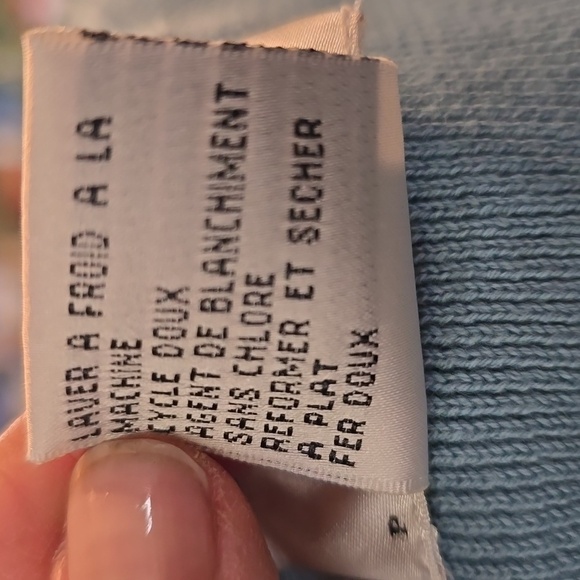 LAVER A FROID A LA
MACHINE
CYCLE DOUX
AGENT DE BLANCHIMENT
SANS CHLORE
REFORMER ET SECHER
A PLAT
FER DOUX
P